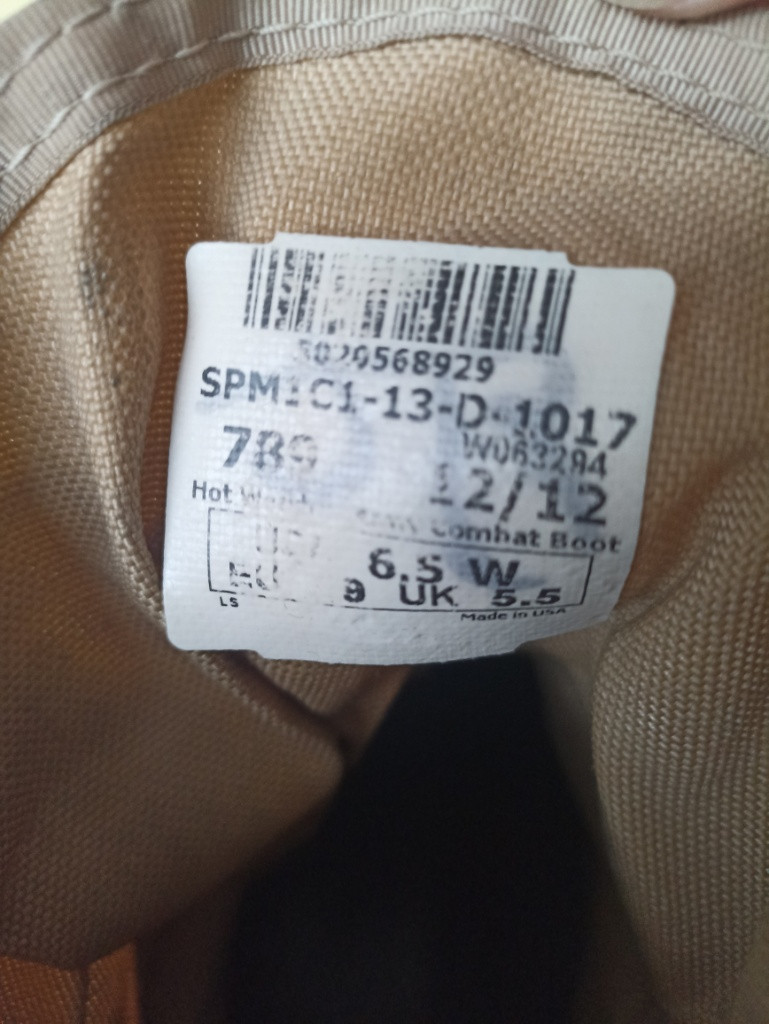 SPM1C1-13-D-1017
789
W063294
12/12
Hot Combat Boot
6.5 W
9 UK 5.5
LS
Made in USA